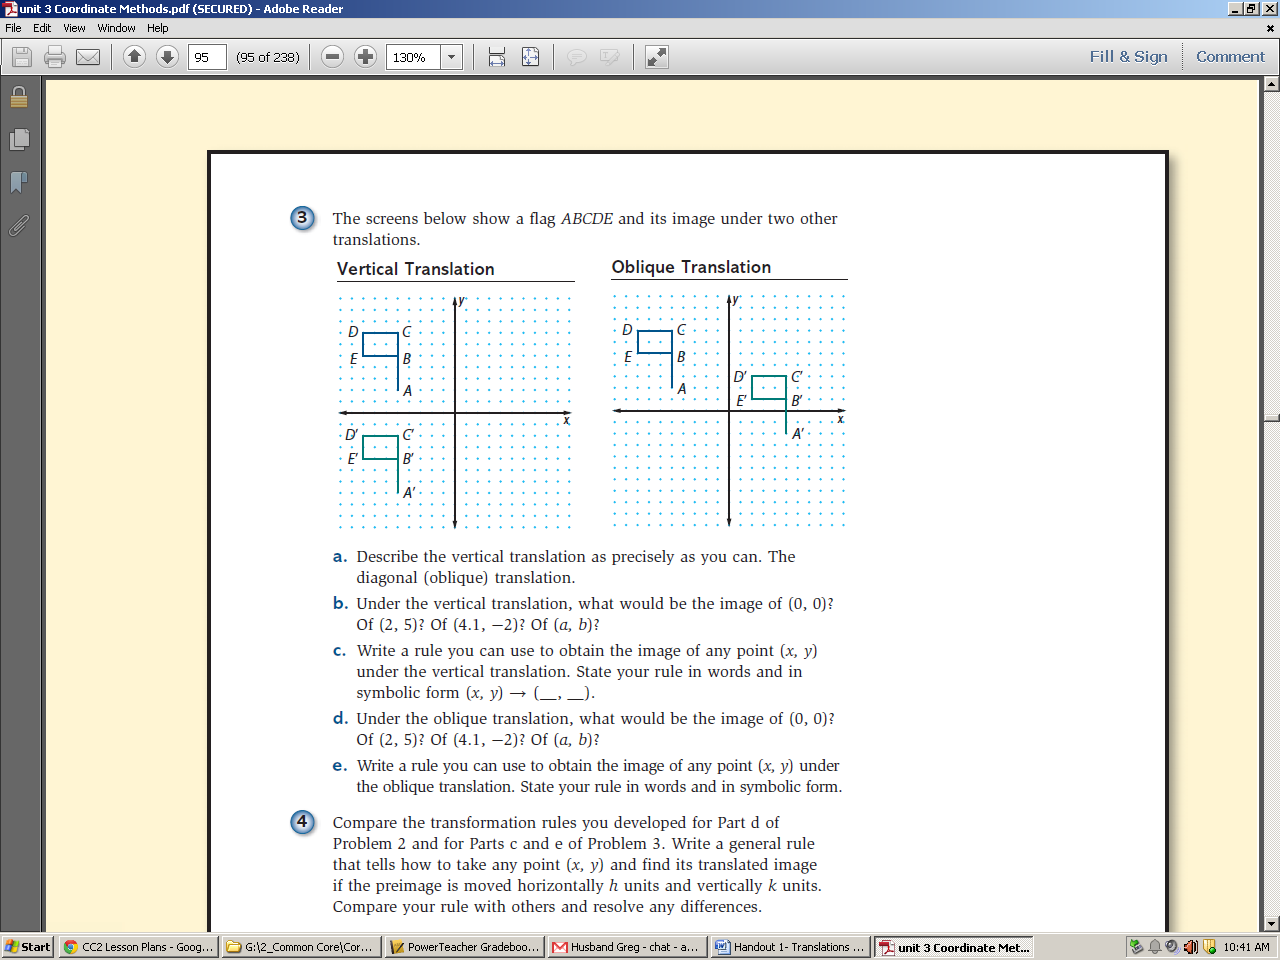 unit 3 Coordinate Methods.pdf (SECURED) - Adobe Reader
File Edit View Window Help
95 (95 of 238) 130% Fill & Sign Comment
3 The screens below show a flag ABCDE and its image under two other
translations.
Vertical Translation
y
D C
E B
A
x
D′ C′
E′ B′
A′
Oblique Translation
y
D C
E B
A
D′ C′
E′ B′
x
A′
a. Describe the vertical translation as precisely as you can. The
diagonal (oblique) translation.
b. Under the vertical translation, what would be the image of (0, 0)?
Of (2, 5)? Of (4.1, −2)? Of (a, b)?
c. Write a rule you can use to obtain the image of any point (x, y)
under the vertical translation. State your rule in words and in
symbolic form (x, y) → (__, __).
d. Under the oblique translation, what would be the image of (0, 0)?
Of (2, 5)? Of (4.1, −2)? Of (a, b)?
e. Write a rule you can use to obtain the image of any point (x, y) under
the oblique translation. State your rule in words and in symbolic form.
4 Compare the transformation rules you developed for Part d of
Problem 2 and for Parts c and e of Problem 3. Write a general rule
that tells how to take any point (x, y) and find its translated image
if the preimage is moved horizontally h units and vertically k units.
Compare your rule with others and resolve any differences.
Start CC2 Lesson Plans - Goog... G:\2_Common Core\Cor... PowerTeacher Gradeboo... Husband Greg - chat - a... Handout 1- Translations ... unit 3 Coordinate Met... 10:41 AM